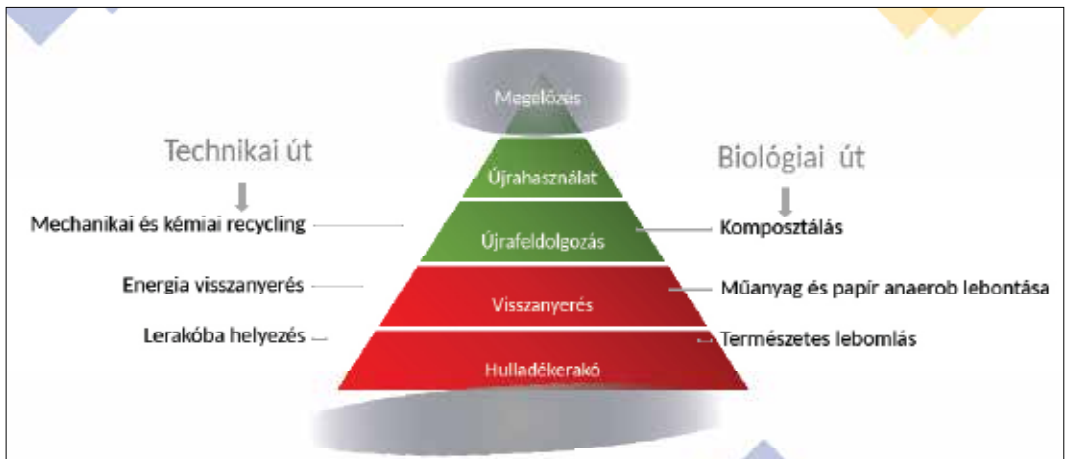 Megelőzés
Technikai út
Biológiai út
Újrahasználat
Mechanikai és kémiai recycling
Újrafeldolgozás
Komposztálás
Energia visszanyerés
Visszanyerés
Műanyag és papír anaerob lebontása
Lerakóba helyezés
Természetes lebomlás
Hulladékerakó